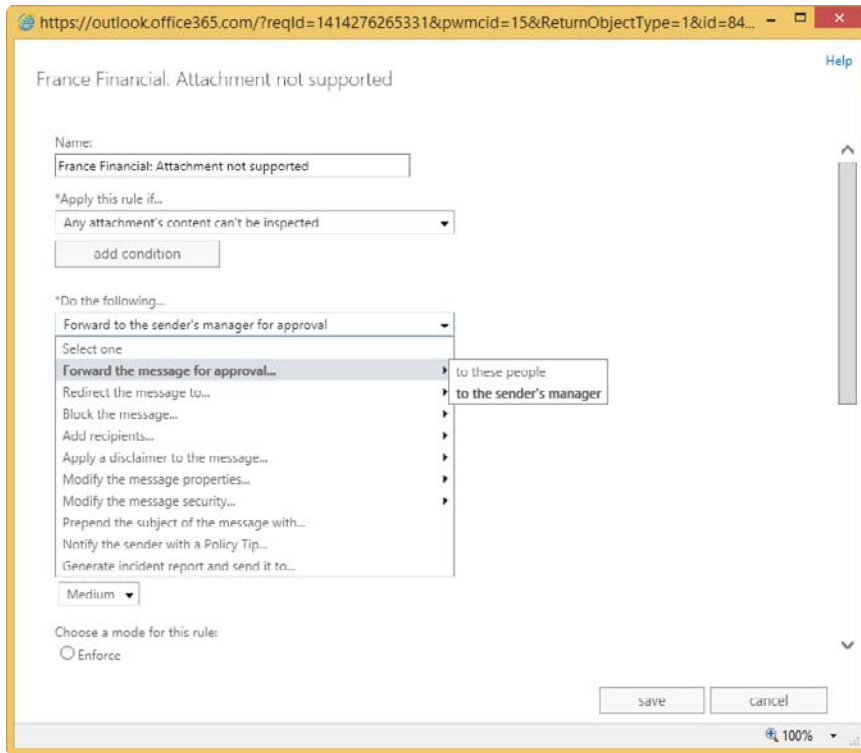 https://outlook.office365.com/?reqId=1414276265331&pwmcid=15&ReturnObjectType=1&id=84...
Help
France Financial: Attachment not supported
Name:
France Financial: Attachment not supported
*Apply this rule if...
Any attachment's content can't be inspected
add condition
*Do the following...
Forward to the sender's manager for approval
Select one
Forward the message for approval...
to these people
Redirect the message to...
to the sender's manager
Block the message...
Add recipients...
Apply a disclaimer to the message...
Modify the message properties...
Modify the message security...
Prepend the subject of the message with...
Notify the sender with a Policy Tip...
Generate incident report and send it to...
Medium
Choose a mode for this rule:
Enforce
save
cancel
100%